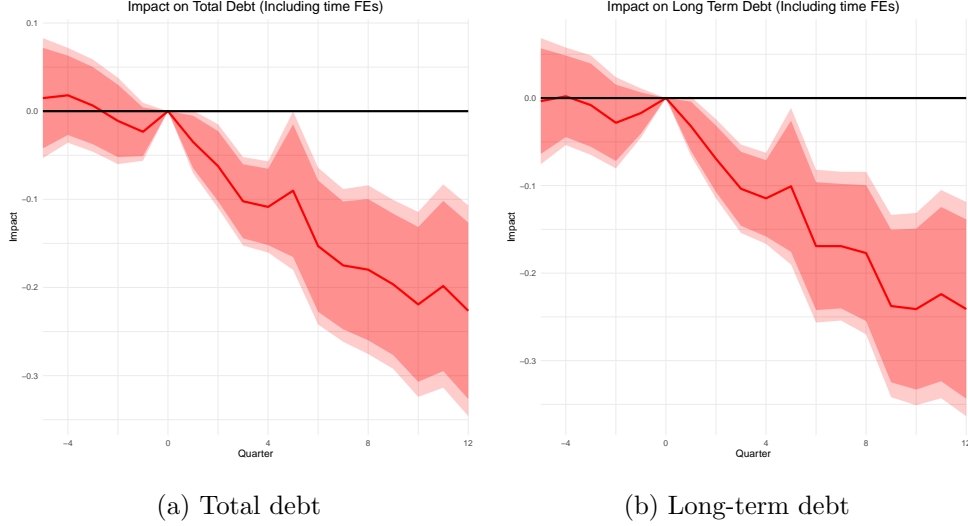 Impact on Total Debt (Including time FEs)
0.1
0.0
−0.1
−0.2
−0.3
Impact
−4 0 4 8 12
Quarter
(a) Total debt
Impact on Long Term Debt (Including time FEs)
0.0
−0.1
−0.2
−0.3
Impact
−4 0 4 8 12
Quarter
(b) Long-term debt